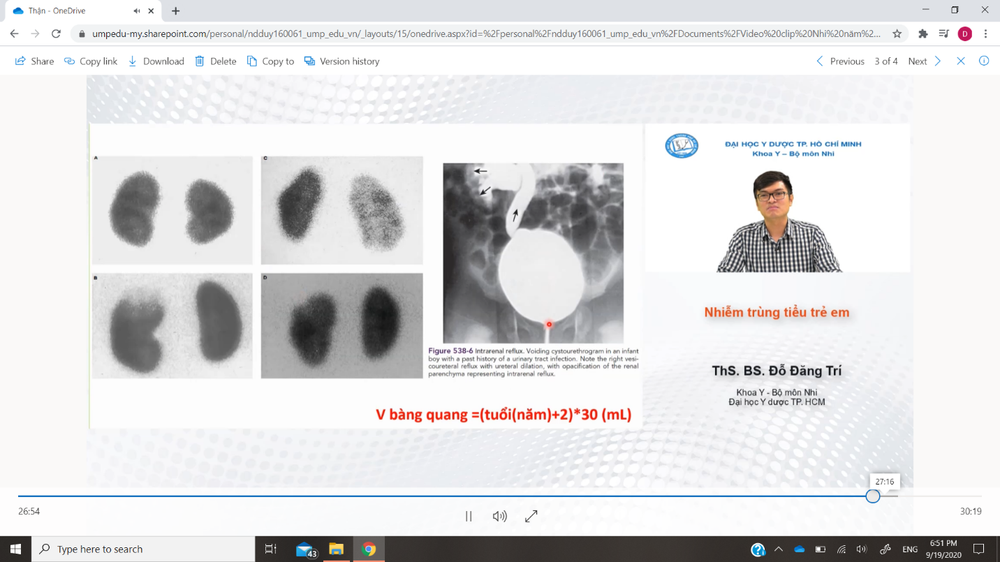 Thận - OneDrive
umpedu-my.sharepoint.com/personal/ndduy160061_ump_edu_vn/_layouts/15/onedrive.aspx?id=%2Fpersonal%2Fndduy160061_ump_edu_vn%2FDocuments%2FVideo%20clip%20Nhi%20năm%2...
D
Share
Copy link
Download
Delete
Copy to
Version history
Previous
3 of 4
Next
A
C
B
D
Figure 538-6 Intrarenal reflux. Voiding cystourethrogram in an infant
boy with a past history of a urinary tract infection. Note the right vesi-
coureteral reflux with ureteral dilation, with opacification of the renal
parenchyma representing intrarenal reflux.
V bàng quang =(tuổi(năm)+2)*30 (mL)
ĐẠI HỌC Y DƯỢC TP. HỒ CHÍ MINH
Khoa Y – Bộ môn Nhi
Nhiễm trùng tiểu trẻ em
ThS. BS. Đỗ Đăng Trí
Khoa Y - Bộ môn Nhi
Đại học Y dược TP. HCM
27:16
26:54
30:19
Type here to search
43
ENG
6:51 PM
9/19/2020